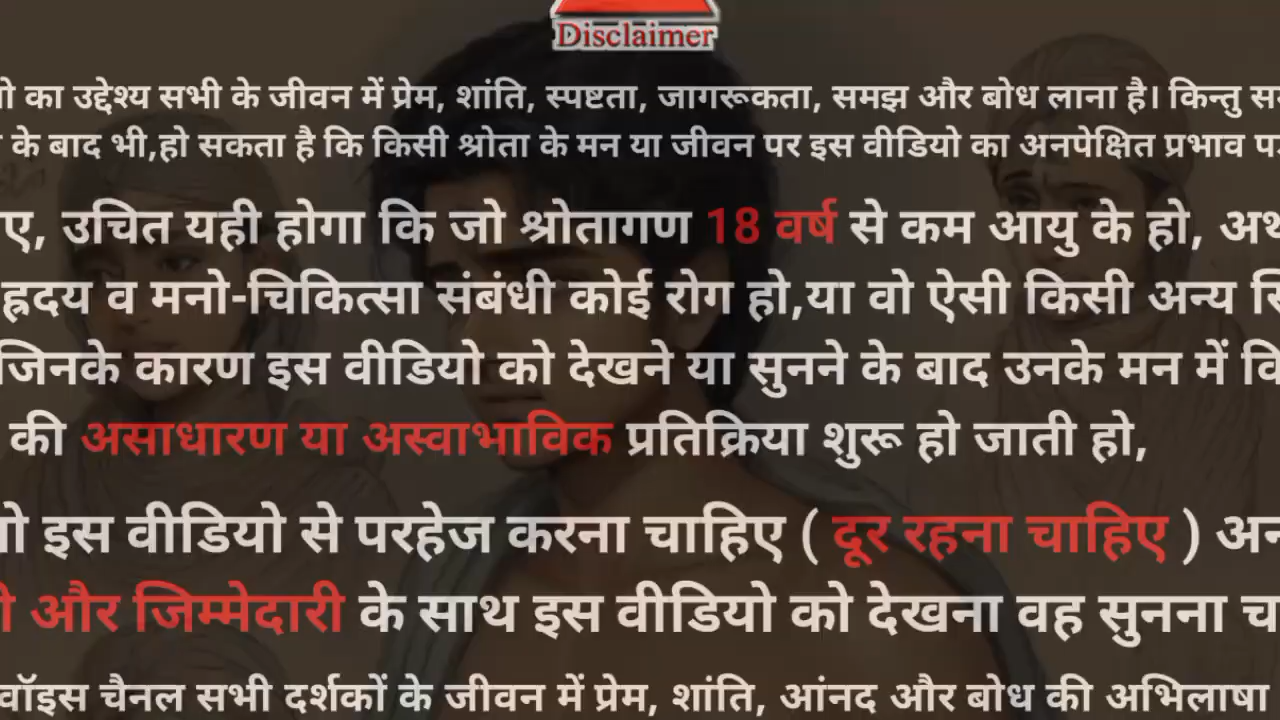 Disclaimer
का उद्देश्य सभी के जीवन में प्रेम, शांति, स्पष्टता, जागरूकता, समझ और बोध लाना है। किन्तु
के बाद भी,हो सकता है कि किसी श्रोता के मन या जीवन पर इस वीडियो का अनपेक्षित प्रभाव
उचित यही होगा कि जो श्रोतागण 18 वर्ष से कम आयु के हो,
ह्रदय व मनो-चिकित्सा संबंधी कोई रोग हो,या वो ऐसी किसी अन्य
जिनके कारण इस वीडियो को देखने या सुनने के बाद उनके मन में
की असाधारण या अस्वाभाविक प्रतिक्रिया शुरू हो जाती हो,
इस वीडियो से परहेज करना चाहिए ( दूर रहना चाहिए )
और जिम्मेदारी के साथ इस वीडियो को देखना वह सुनना
वॉइस चैनल सभी दर्शकों के जीवन में प्रेम, शांति, आंनद और बोध की अभिलाषा